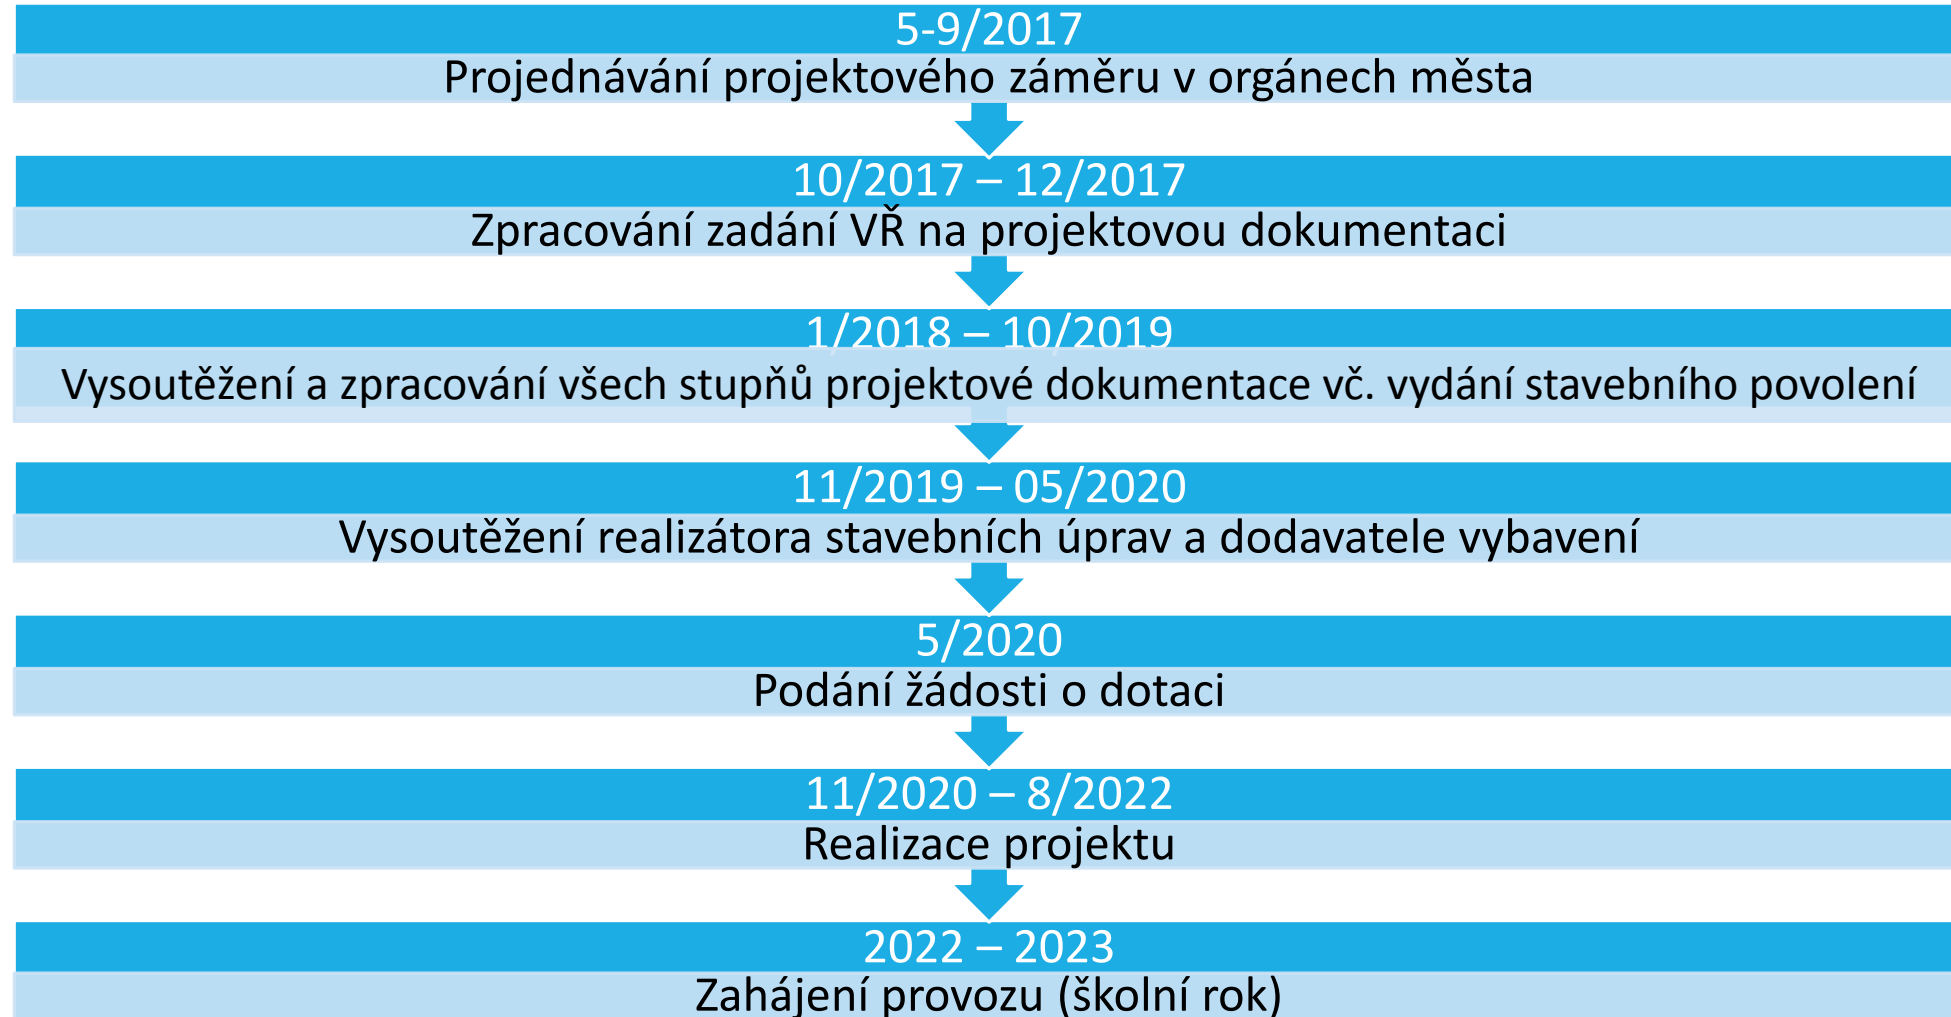 5-9/2017
Projednávání projektového záměru v orgánech města
10/2017 – 12/2017
Zpracování zadání VŘ na projektovou dokumentaci
1/2018 – 10/2019
Vysoutěžení a zpracování všech stupňů projektové dokumentace vč. vydání stavebního povolení
11/2019 – 05/2020
Vysoutěžení realizátora stavebních úprav a dodavatele vybavení
5/2020
Podání žádosti o dotaci
11/2020 – 8/2022
Realizace projektu
2022 – 2023
Zahájení provozu (školní rok)